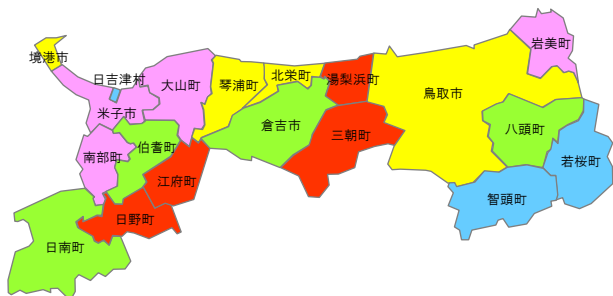 岩美町
境港市
日吉津村
大山町
琴浦町
北栄町
湯梨浜町
鳥取市
米子市
倉吉市
三朝町
八頭町
伯耆町
南部町
若桜町
江府町
智頭町
日野町
日南町